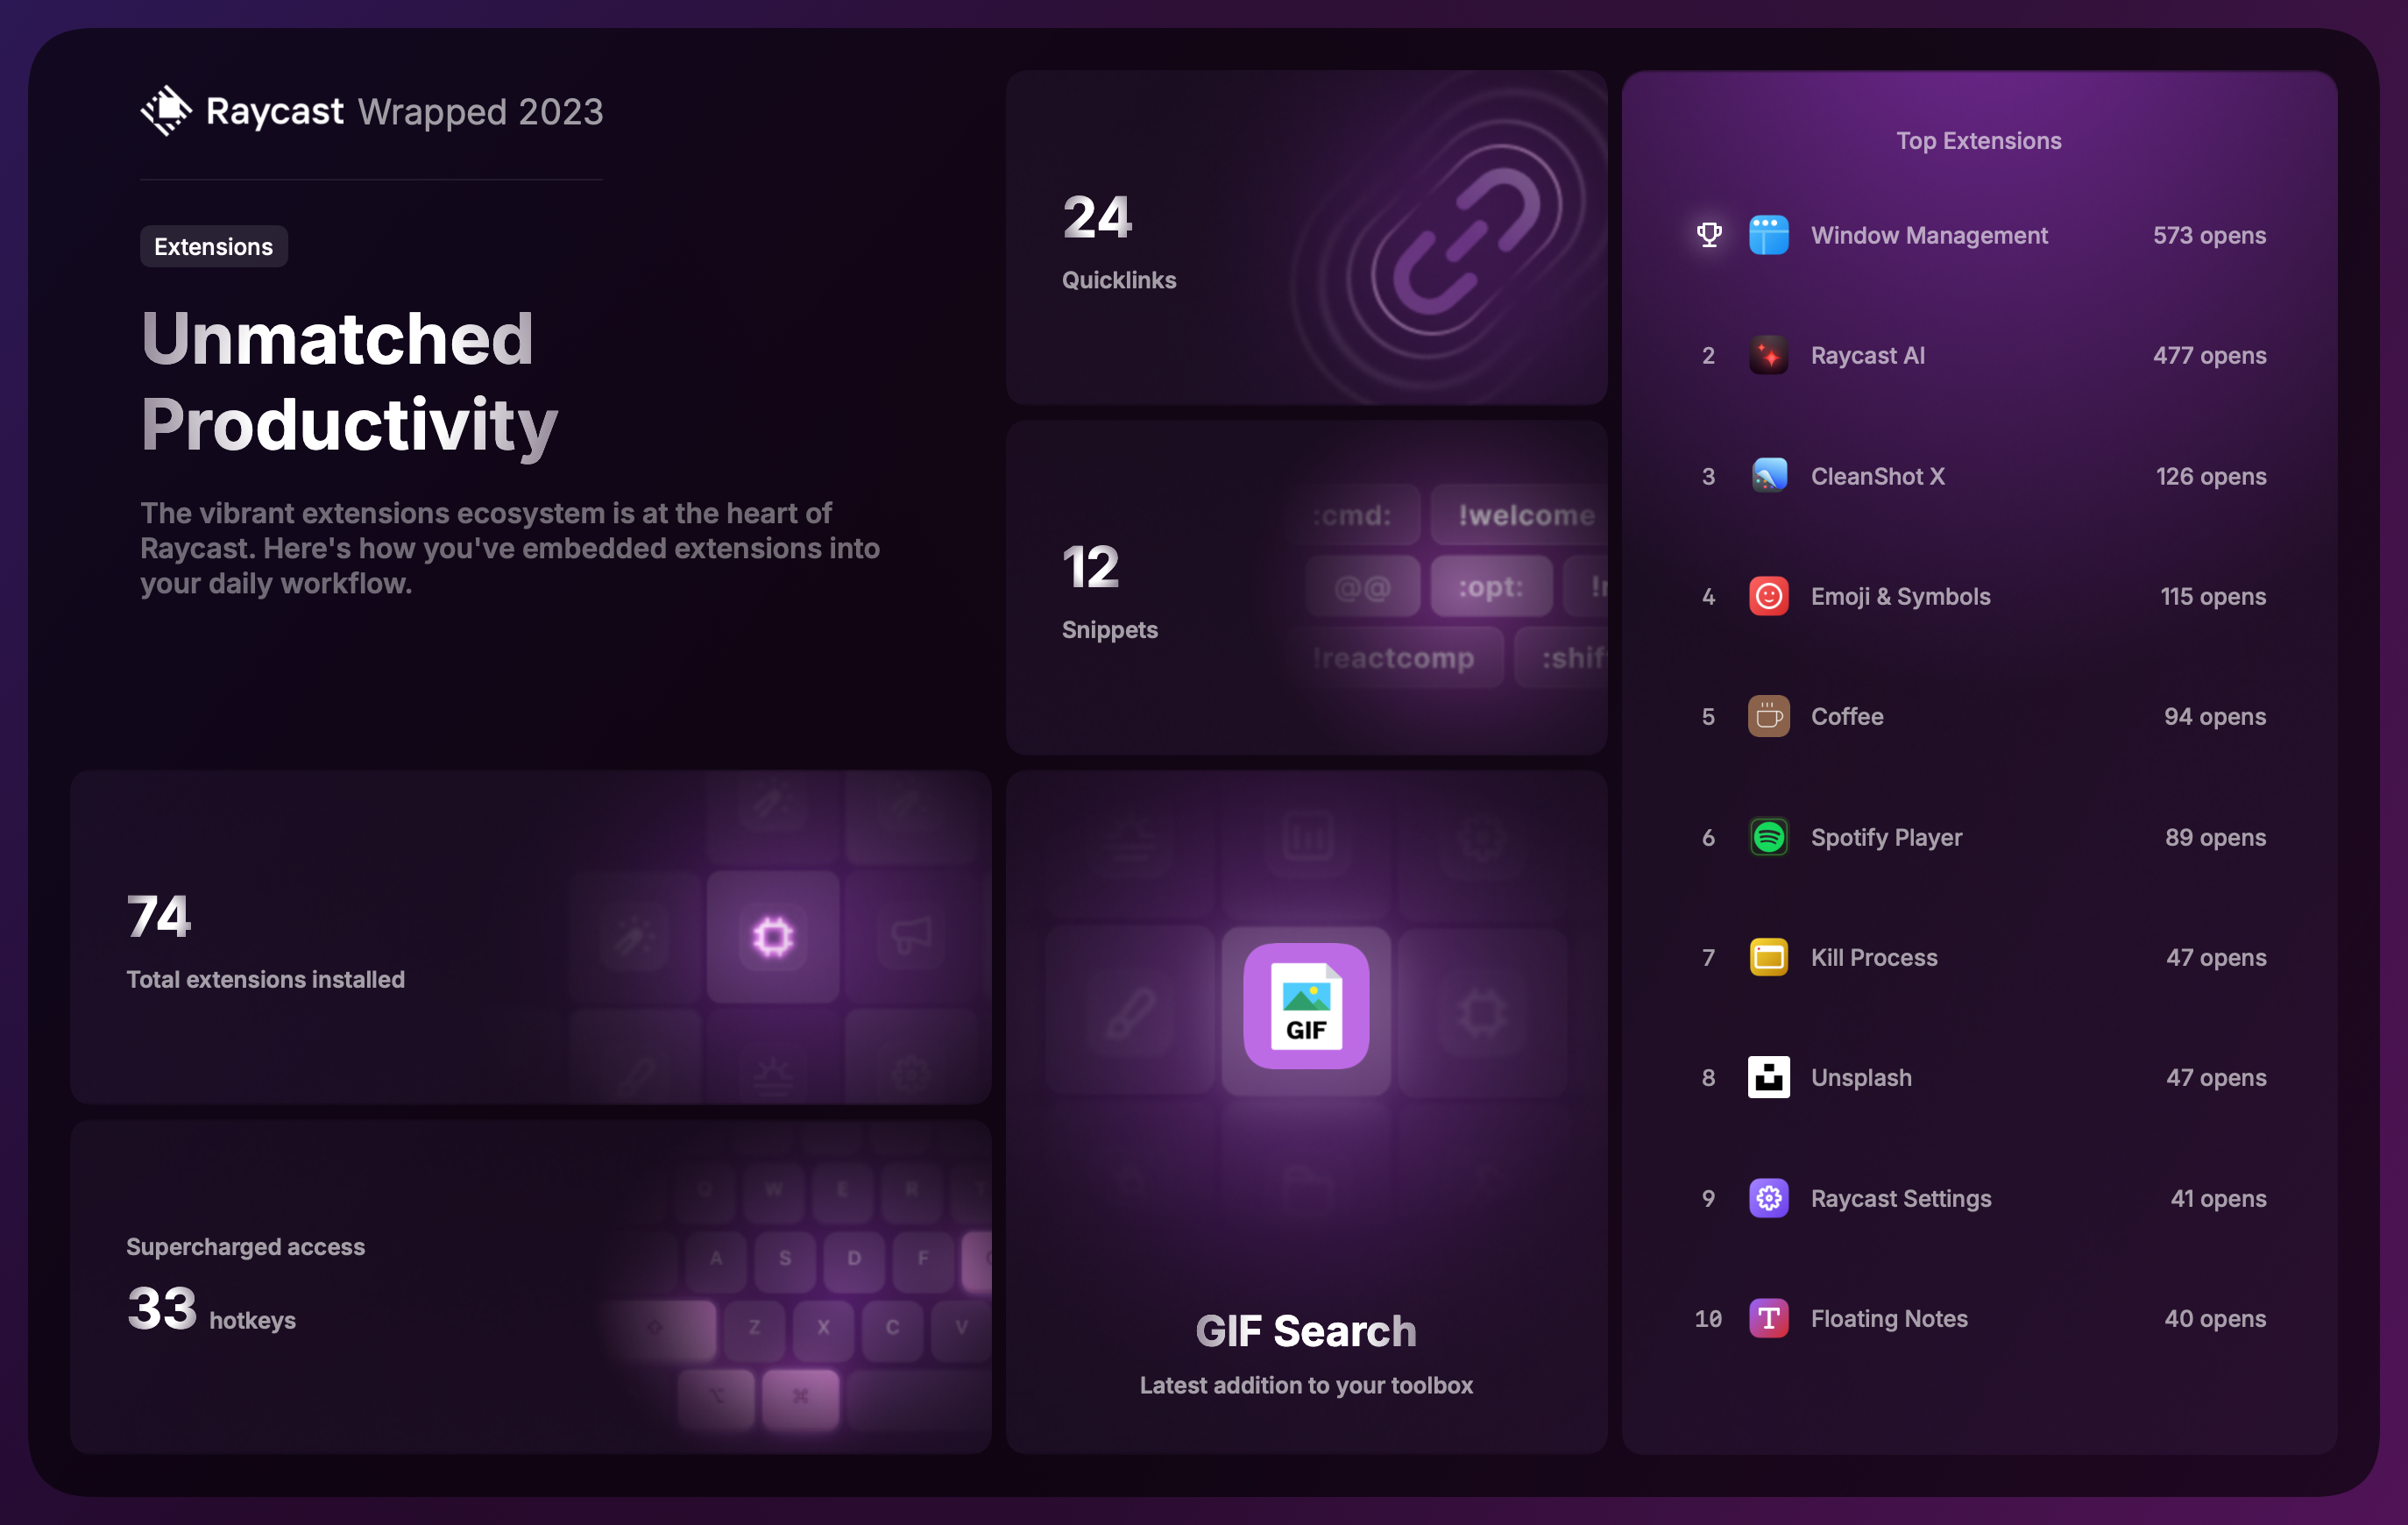 Raycast Wrapped 2023
Extensions
Unmatched
Productivity
The vibrant extensions ecosystem is at the heart of
Raycast. Here's how you've embedded extensions into
your daily workflow.
24
Quicklinks
12
Snippets
:cmd: !welcome
@@ :opt:
!reactcomp :shif
74
Total extensions installed
Supercharged access
33 hotkeys
Q W E R
A S D F
Z X C V
GIF
GIF Search
Latest addition to your toolbox
Top Extensions
Window Management 573 opens
2 Raycast AI 477 opens
3 CleanShot X 126 opens
4 Emoji & Symbols 115 opens
5 Coffee 94 opens
6 Spotify Player 89 opens
7 Kill Process 47 opens
8 Unsplash 47 opens
9 Raycast Settings 41 opens
10 T Floating Notes 40 opens